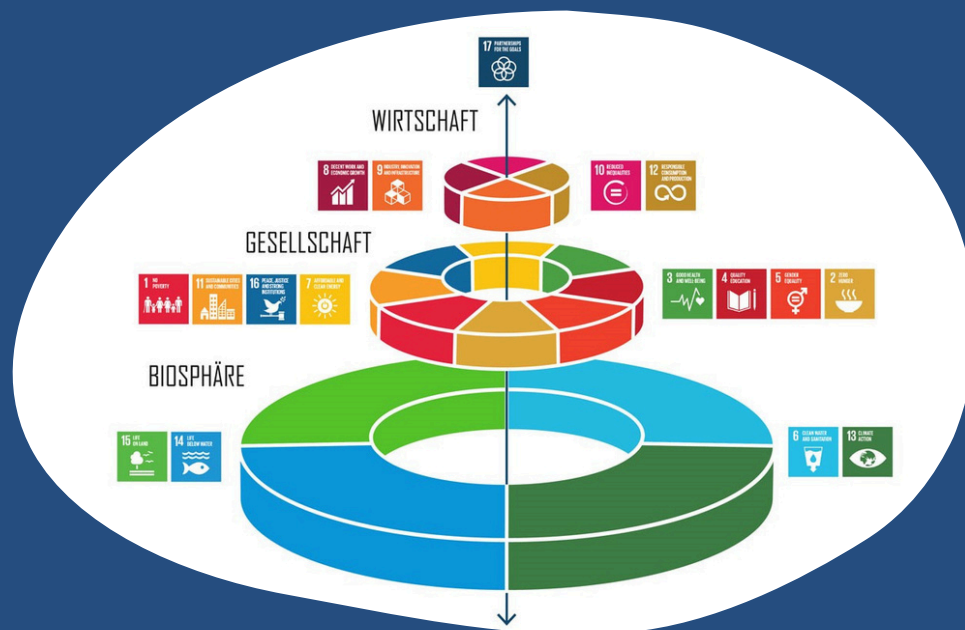 17 PARTNERSHIPS
FOR THE GOALS
WIRTSCHAFT
8 DECENT WORK AND
ECONOMIC GROWTH
9 INDUSTRY, INNOVATION
AND INFRASTRUCTURE
10 REDUCED
INEQUALITIES
12 RESPONSIBLE
CONSUMPTION
AND PRODUCTION
GESELLSCHAFT
1 NO
POVERTY
11 SUSTAINABLE CITIES
AND COMMUNITIES
16 PEACE, JUSTICE
AND STRONG
INSTITUTIONS
7 AFFORDABLE AND
CLEAN ENERGY
3 GOOD HEALTH
AND WELL-BEING
4 QUALITY
EDUCATION
5 GENDER
EQUALITY
2 ZERO
HUNGER
BIOSPHÄRE
15 LIFE
ON LAND
14 LIFE
BELOW WATER
6 CLEAN WATER
AND SANITATION
13 CLIMATE
ACTION